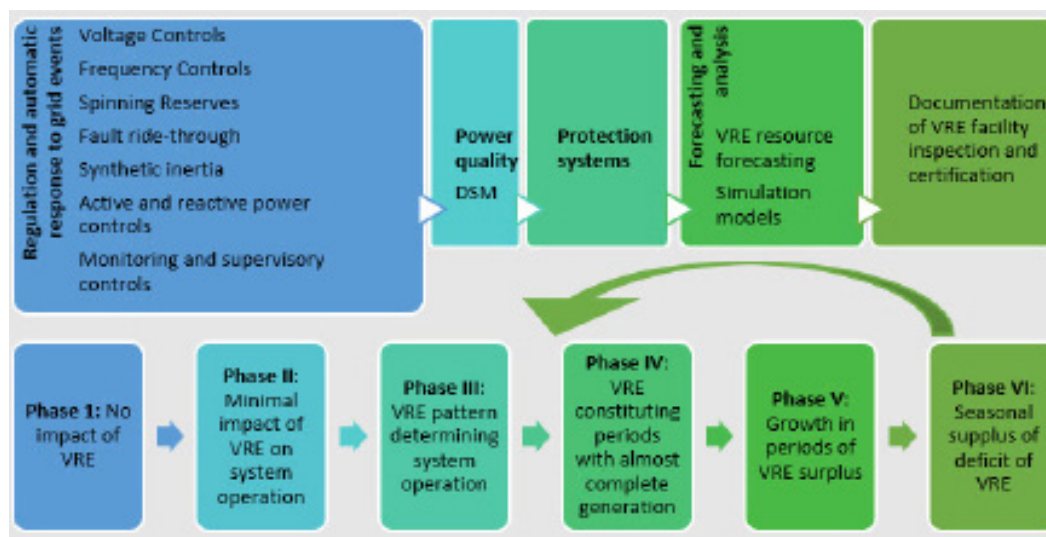 Regulation and automatic
response to grid events
Voltage Controls
Frequency Controls
Spinning Reserves
Fault ride-through
Synthetic inertia
Active and reactive power
controls
Monitoring and supervisory
controls
Power
quality
DSM
Protection
systems
Forecasting and
analysis
VRE resource
forecasting
Simulation
models
Documentation
of VRE facility
inspection and
certification
Phase 1: No
impact of
VRE
Phase II:
Minimal
impact of
VRE on
system
operation
Phase III:
VRE pattern
determining
system
operation
Phase IV:
VRE
constituting
periods
with almost
complete
generation
Phase V:
Growth in
periods of
VRE surplus
Phase VI:
Seasonal
supplus of
deficit of
VRE